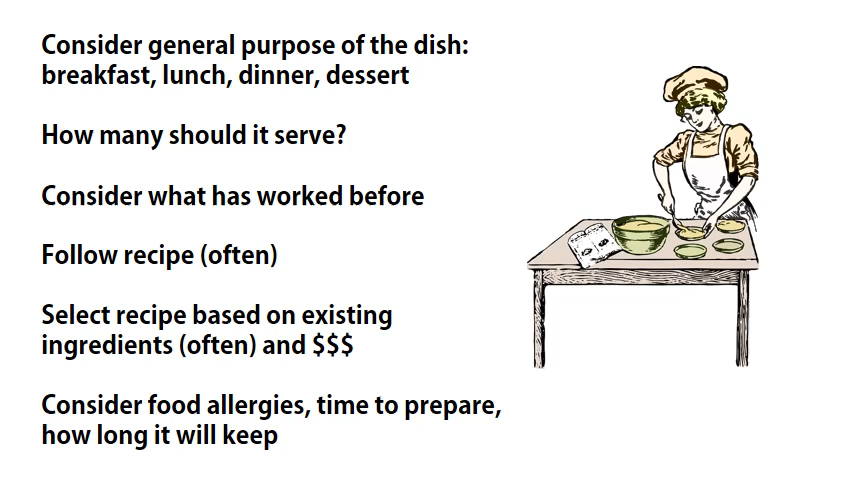 Consider general purpose of the dish:
breakfast, lunch, dinner, dessert
How many should it serve?
Consider what has worked before
Follow recipe (often)
Select recipe based on existing
ingredients (often) and $$$
Consider food allergies, time to prepare,
how long it will keep